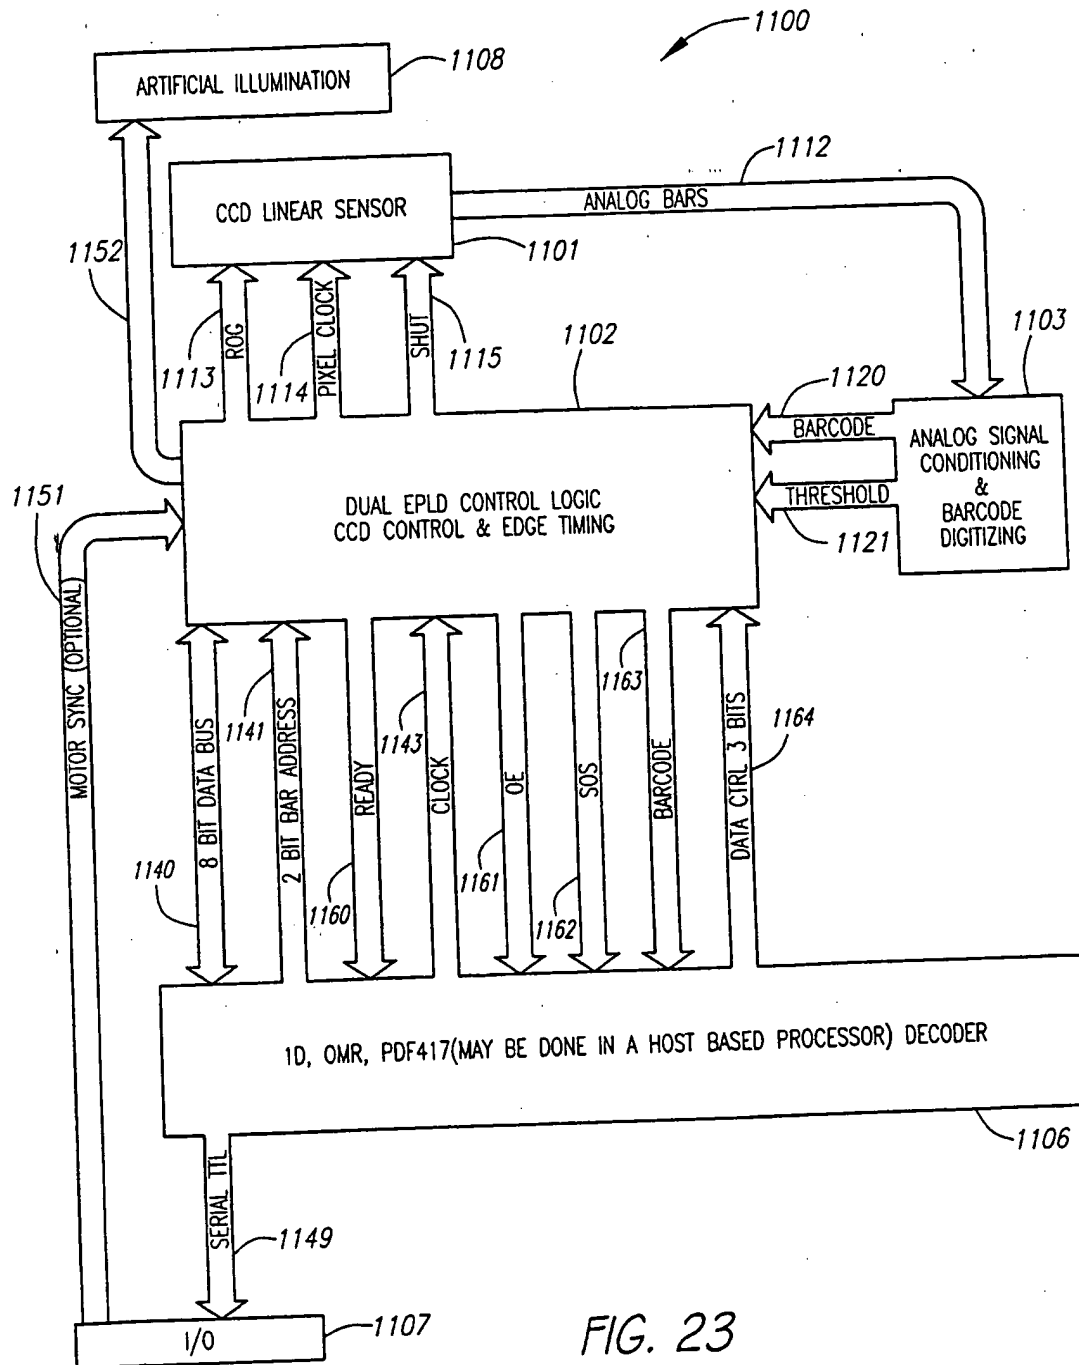 1100
ARTIFICIAL ILLUMINATION
1108
1112
CCD LINEAR SENSOR
ANALOG BARS
1101
1152
1113
ROG
1114
PIXEL CLOCK
SHUT
1115
1102
1103
1120
BARCODE
THRESHOLD
1121
ANALOG SIGNAL
CONDITIONING
&
BARCODE
DIGITIZING
DUAL EPLD CONTROL LOGIC
CCD CONTROL & EDGE TIMING
1151
MOTOR SYNC (OPTIONAL)
1140
8 BIT DATA BUS
1141
2 BIT BAR ADDRESS
1160
READY
1143
CLOCK
1161
OE
1162
SOS
1163
BARCODE
DATA CTRL 3 BITS
1164
1D, OMR, PDF417(MAY BE DONE IN A HOST BASED PROCESSOR) DECODER
1106
SERIAL TTL
1149
I/O
1107
FIG. 23